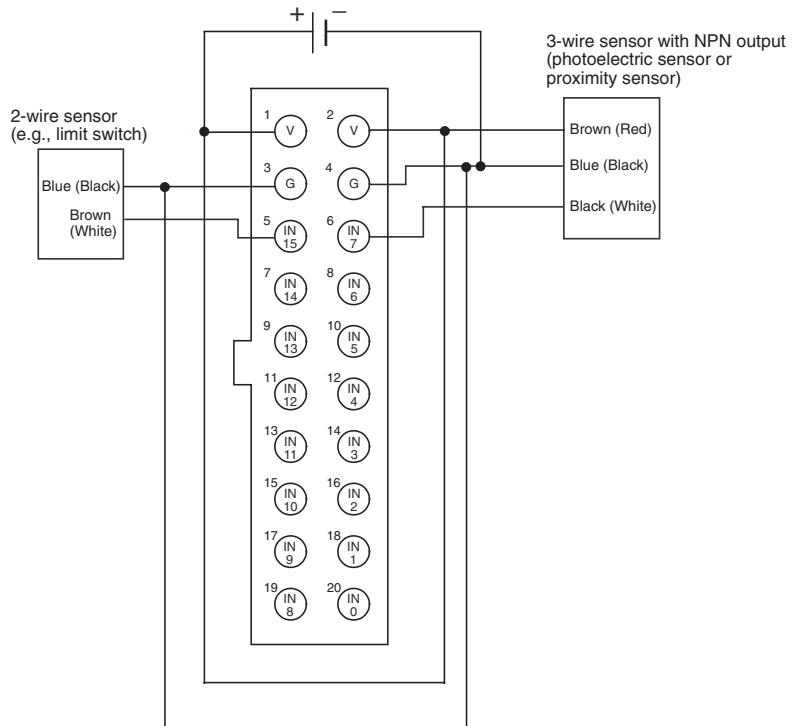 + −
3-wire sensor with NPN output
(photoelectric sensor or
proximity sensor)
2-wire sensor
(e.g., limit switch)
1 V
2 V
Brown (Red)
Blue (Black)
Black (White)
Blue (Black)
Brown
(White)
3 G
4 G
5 IN 15
6 IN 7
7 IN 14
8 IN 6
9 IN 13
10 IN 5
11 IN 12
12 IN 4
13 IN 11
14 IN 3
15 IN 10
16 IN 2
17 IN 9
18 IN 1
19 IN 8
20 IN 0